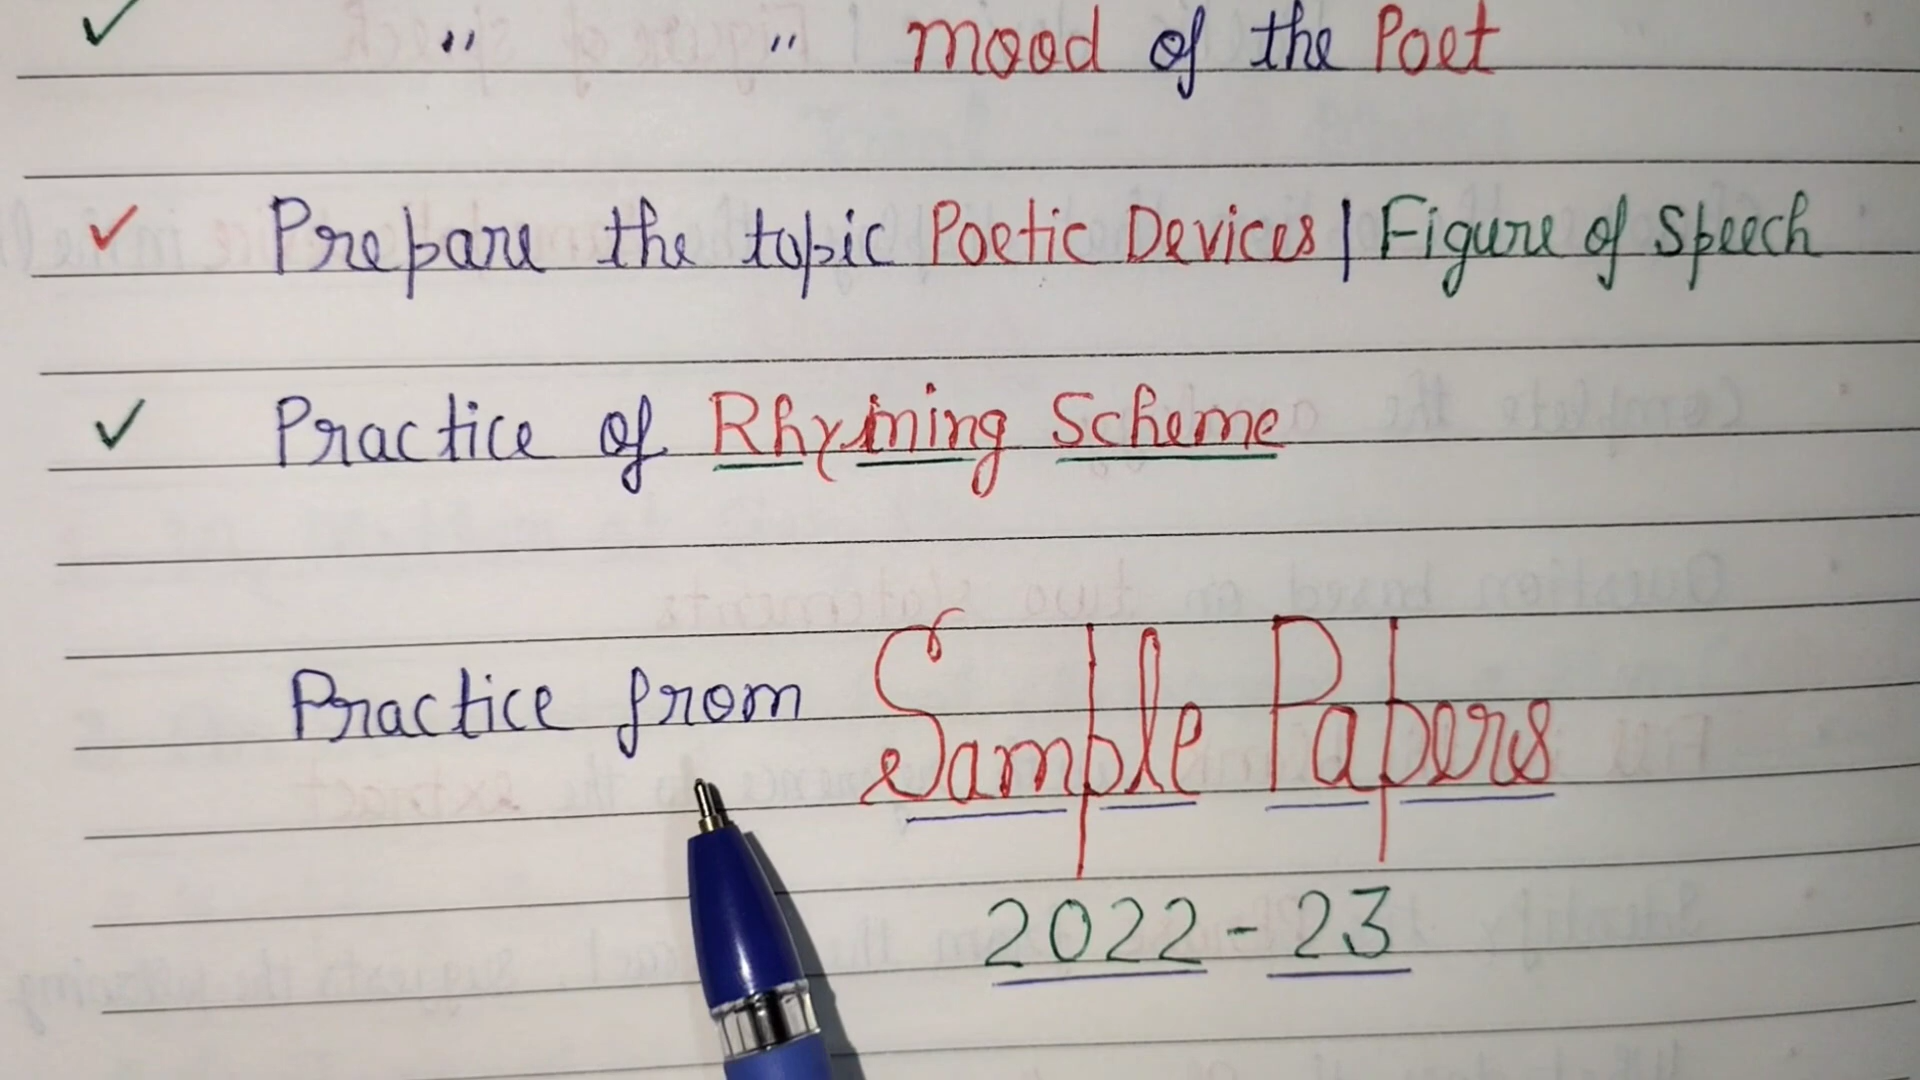 ✓ " " mood of the Poet
✓ Prepare the topic Poetic Devices | Figure of Speech
✓ Practice of Rhyming Scheme
Practice from Sample Papers
2022-23